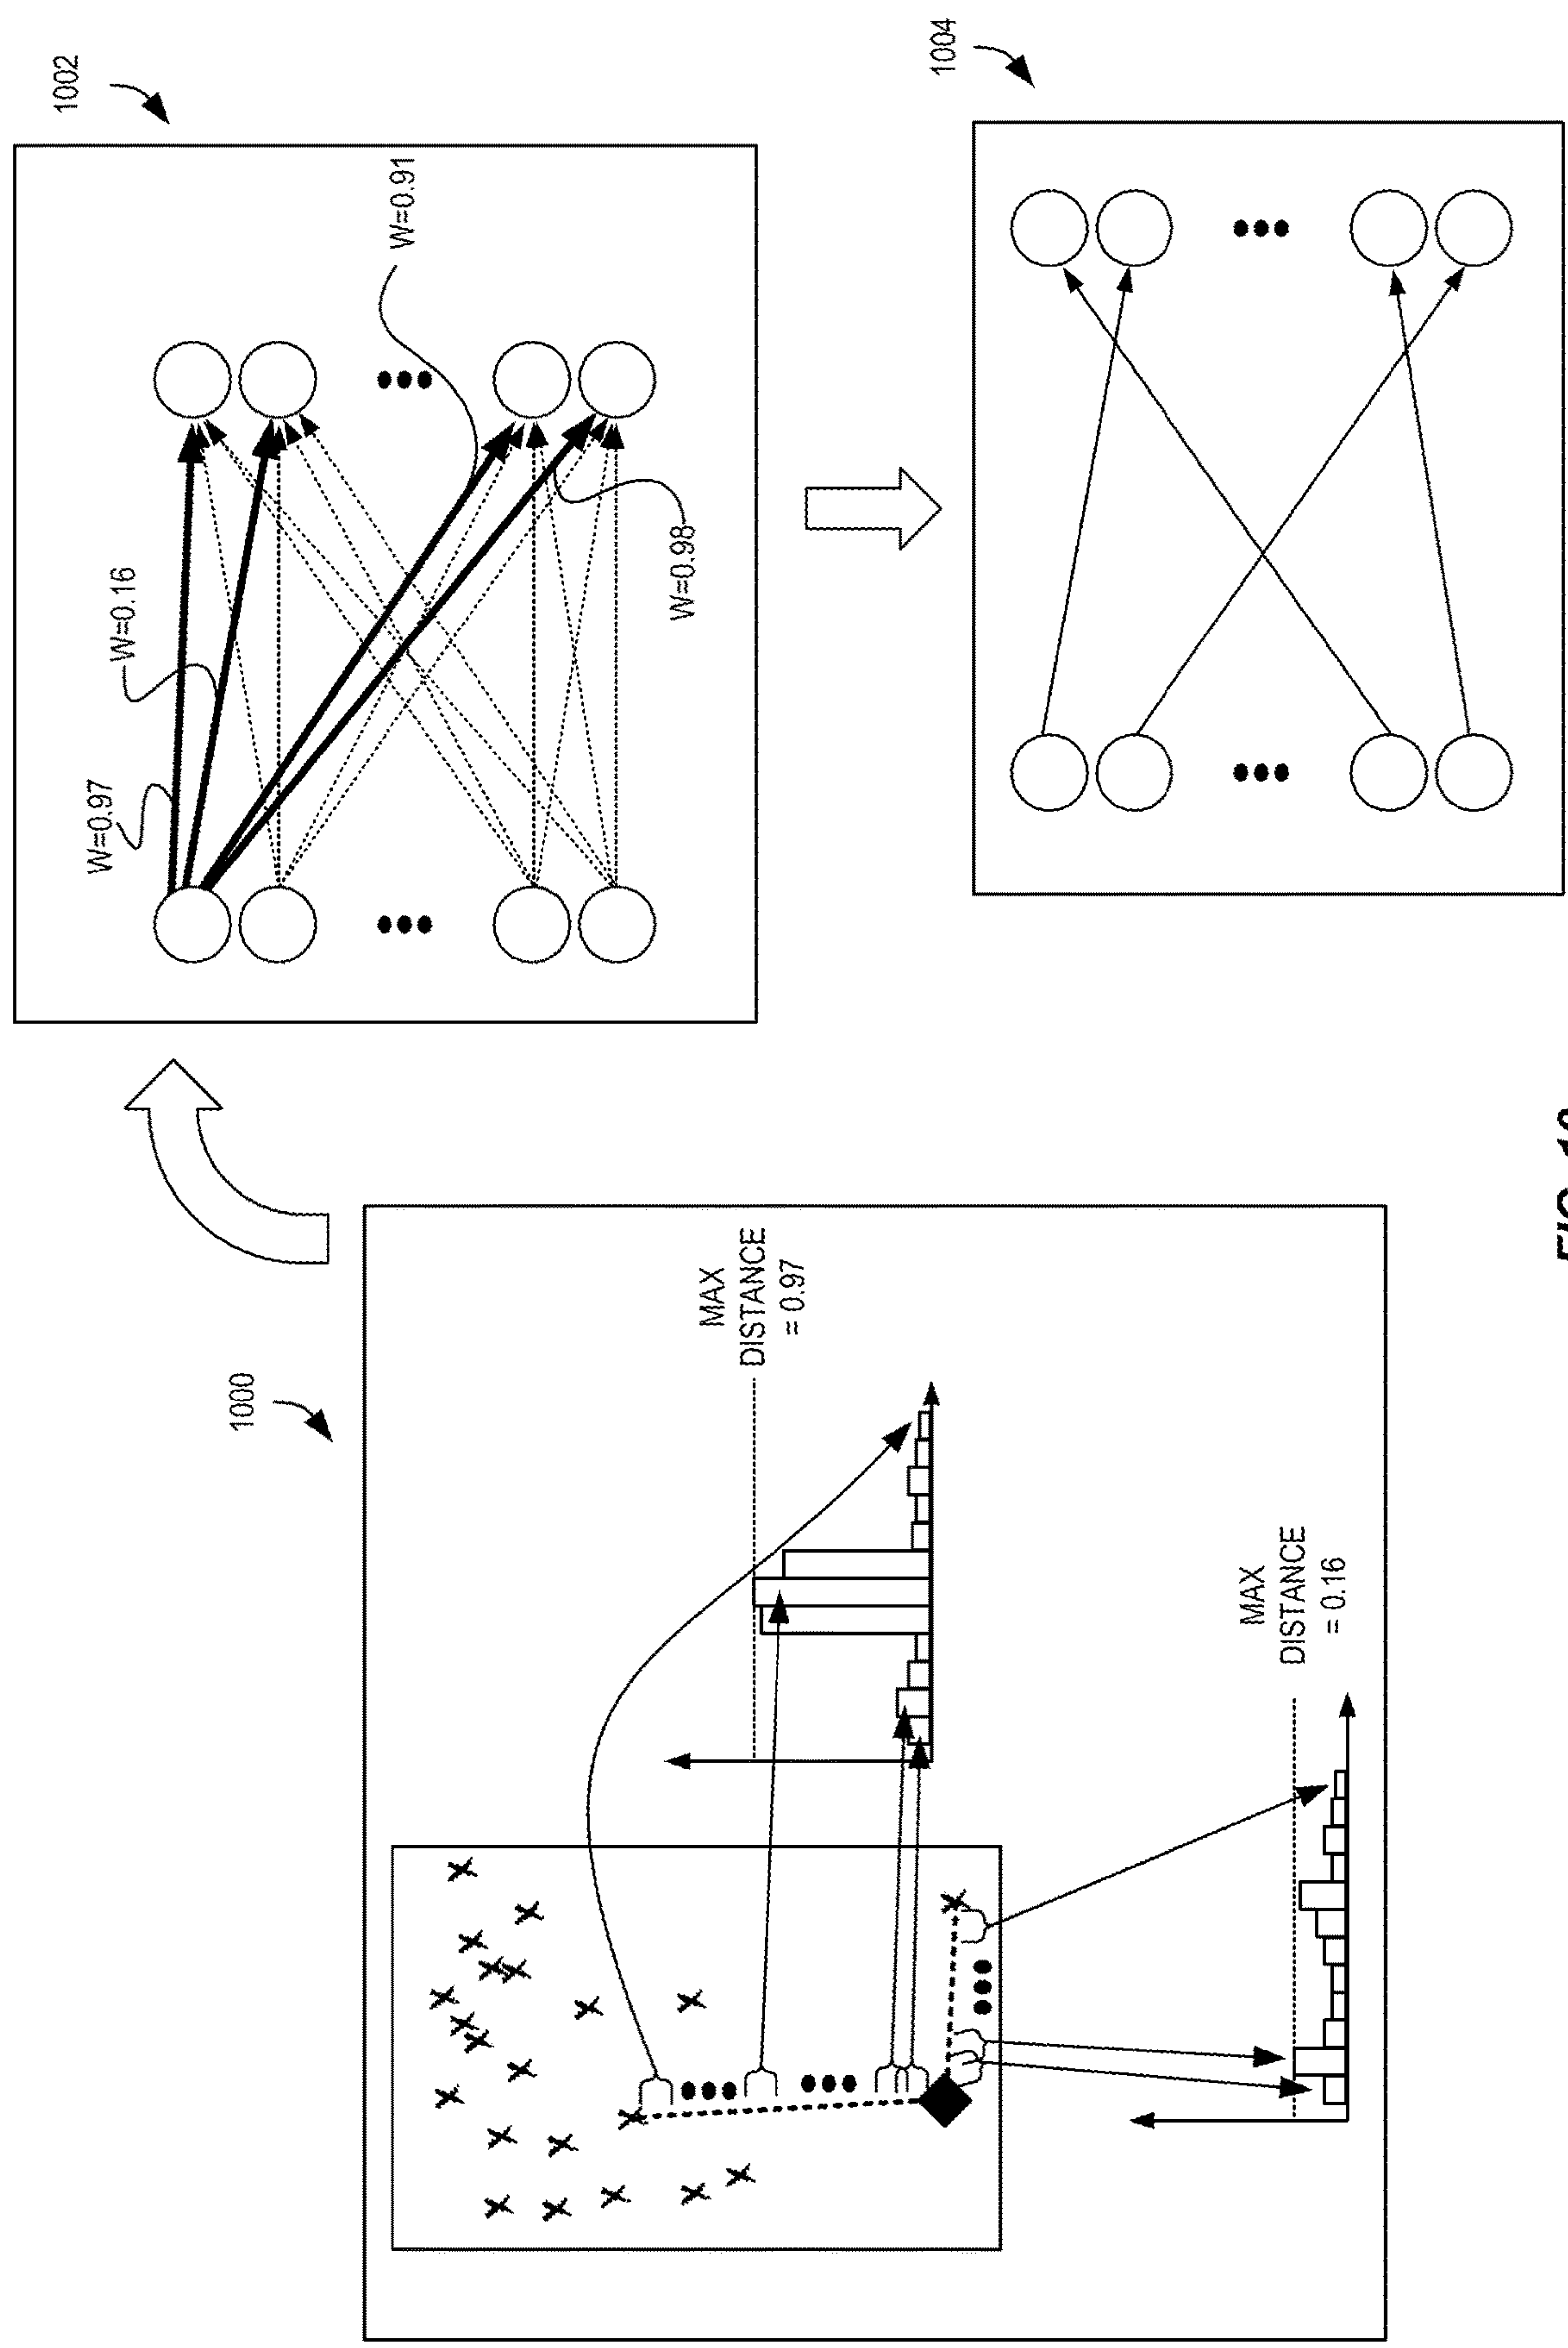 1000
MAX
DISTANCE
= 0.97
MAX
DISTANCE
= 0.16
1002
W=0.97
W=0.16
W=0.91
W=0.98
1004